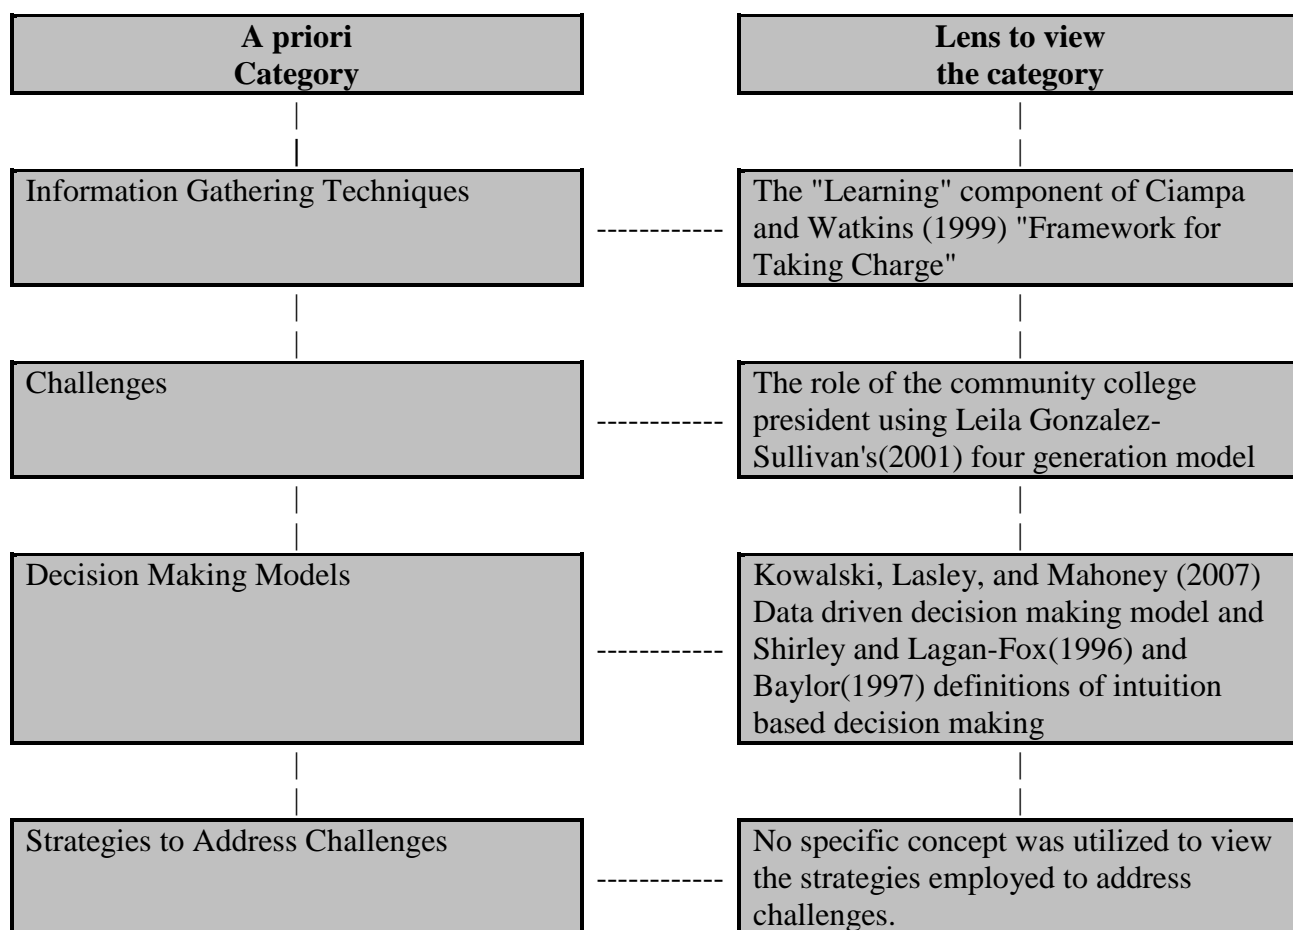 A priori
Category
Lens to view
the category
Information Gathering Techniques
The "Learning" component of Ciampa
and Watkins (1999) "Framework for
Taking Charge"
Challenges
The role of the community college
president using Leila Gonzalez-
Sullivan's(2001) four generation model
Decision Making Models
Kowalski, Lasley, and Mahoney (2007)
Data driven decision making model and
Shirley and Lagan-Fox(1996) and
Baylor(1997) definitions of intuition
based decision making
Strategies to Address Challenges
No specific concept was utilized to view
the strategies employed to address
challenges.